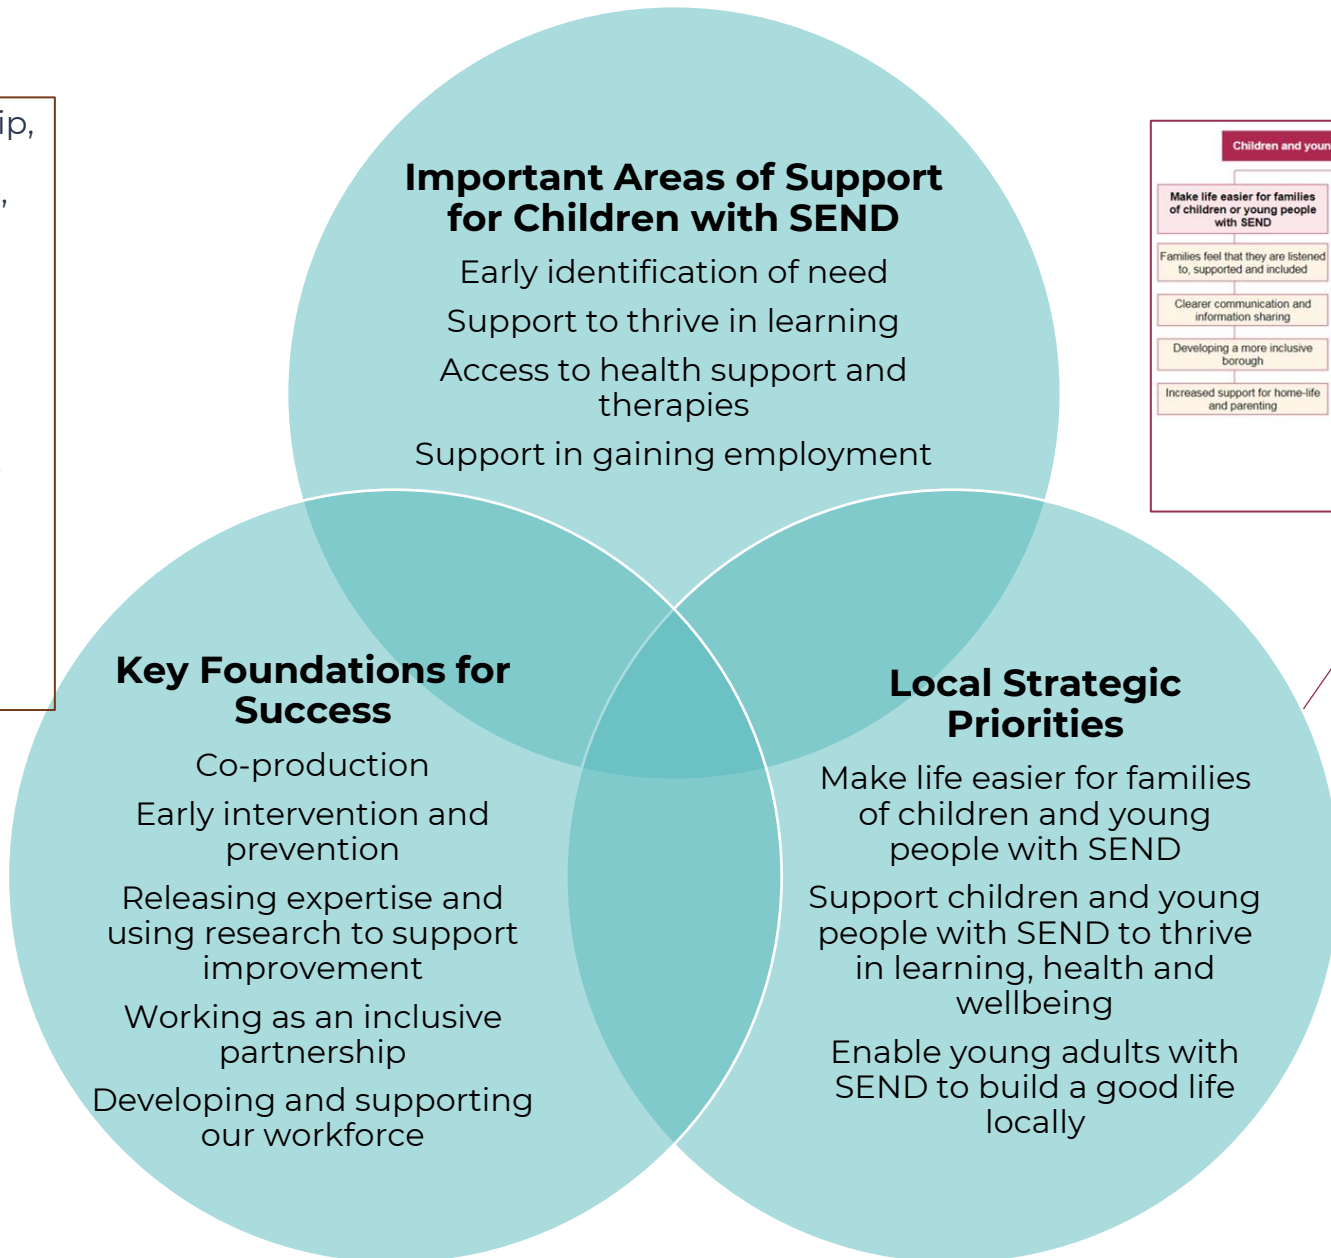 ip,
,
Important Areas of Support
for Children with SEND
Early identification of need
Support to thrive in learning
Access to health support and
therapies
Support in gaining employment
Children and youn
Make life easier for families
of children or young people
with SEND
Families feel that they are listened
to, supported and included
Clearer communication and
information sharing
Developing a more inclusive
borough
Increased support for home-life
and parenting
Key Foundations for
Success
Co-production
Early intervention and
prevention
Releasing expertise and
using research to support
improvement
Working as an inclusive
partnership
Developing and supporting
our workforce
Local Strategic
Priorities
Make life easier for families
of children and young
people with SEND
Support children and young
people with SEND to thrive
in learning, health and
wellbeing
Enable young adults with
SEND to build a good life
locally